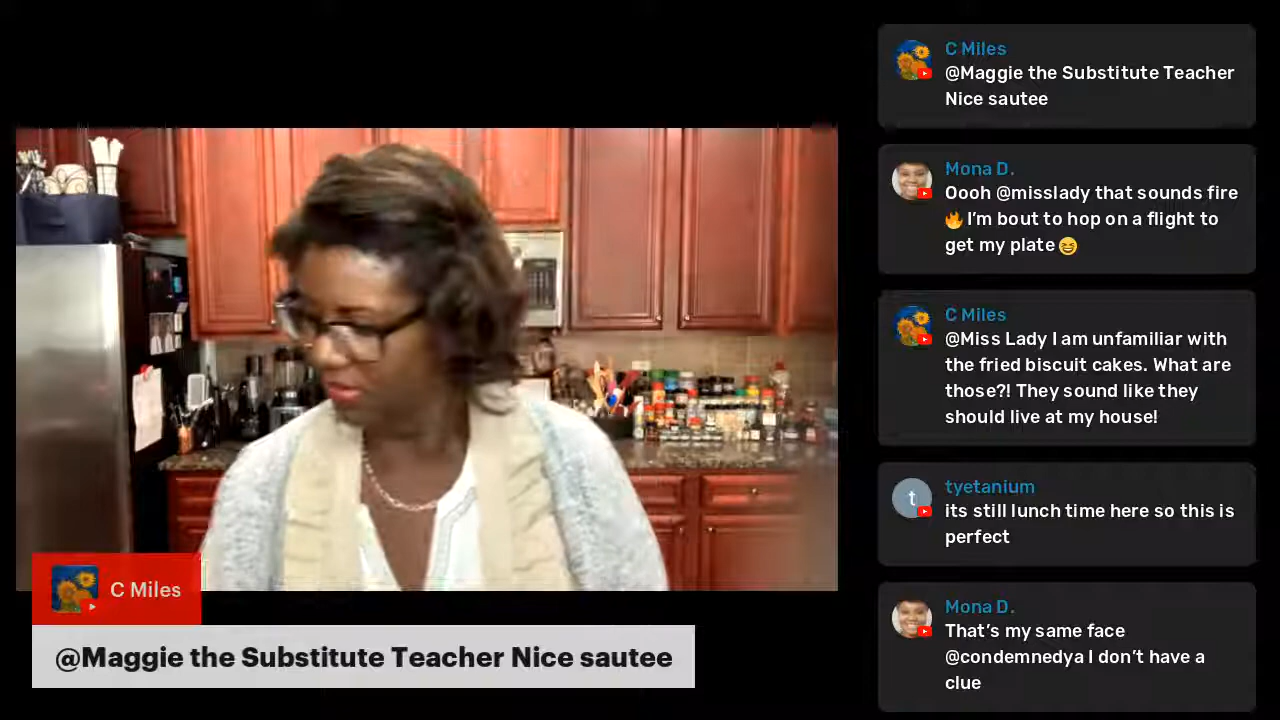 C Miles
@Maggie the Substitute Teacher
Nice sautee
Mona D.
Oooh @misslady that sounds fire
🔥 I'm bout to hop on a flight to
get my plate 😆
C Miles
@Miss Lady I am unfamiliar with
the fried biscuit cakes. What are
those?! They sound like they
should live at my house!
t
tyetanium
its still lunch time here so this is
perfect
Mona D.
That's my same face
@condemnedya I don't have a
clue
C Miles
@Maggie the Substitute Teacher Nice sautee